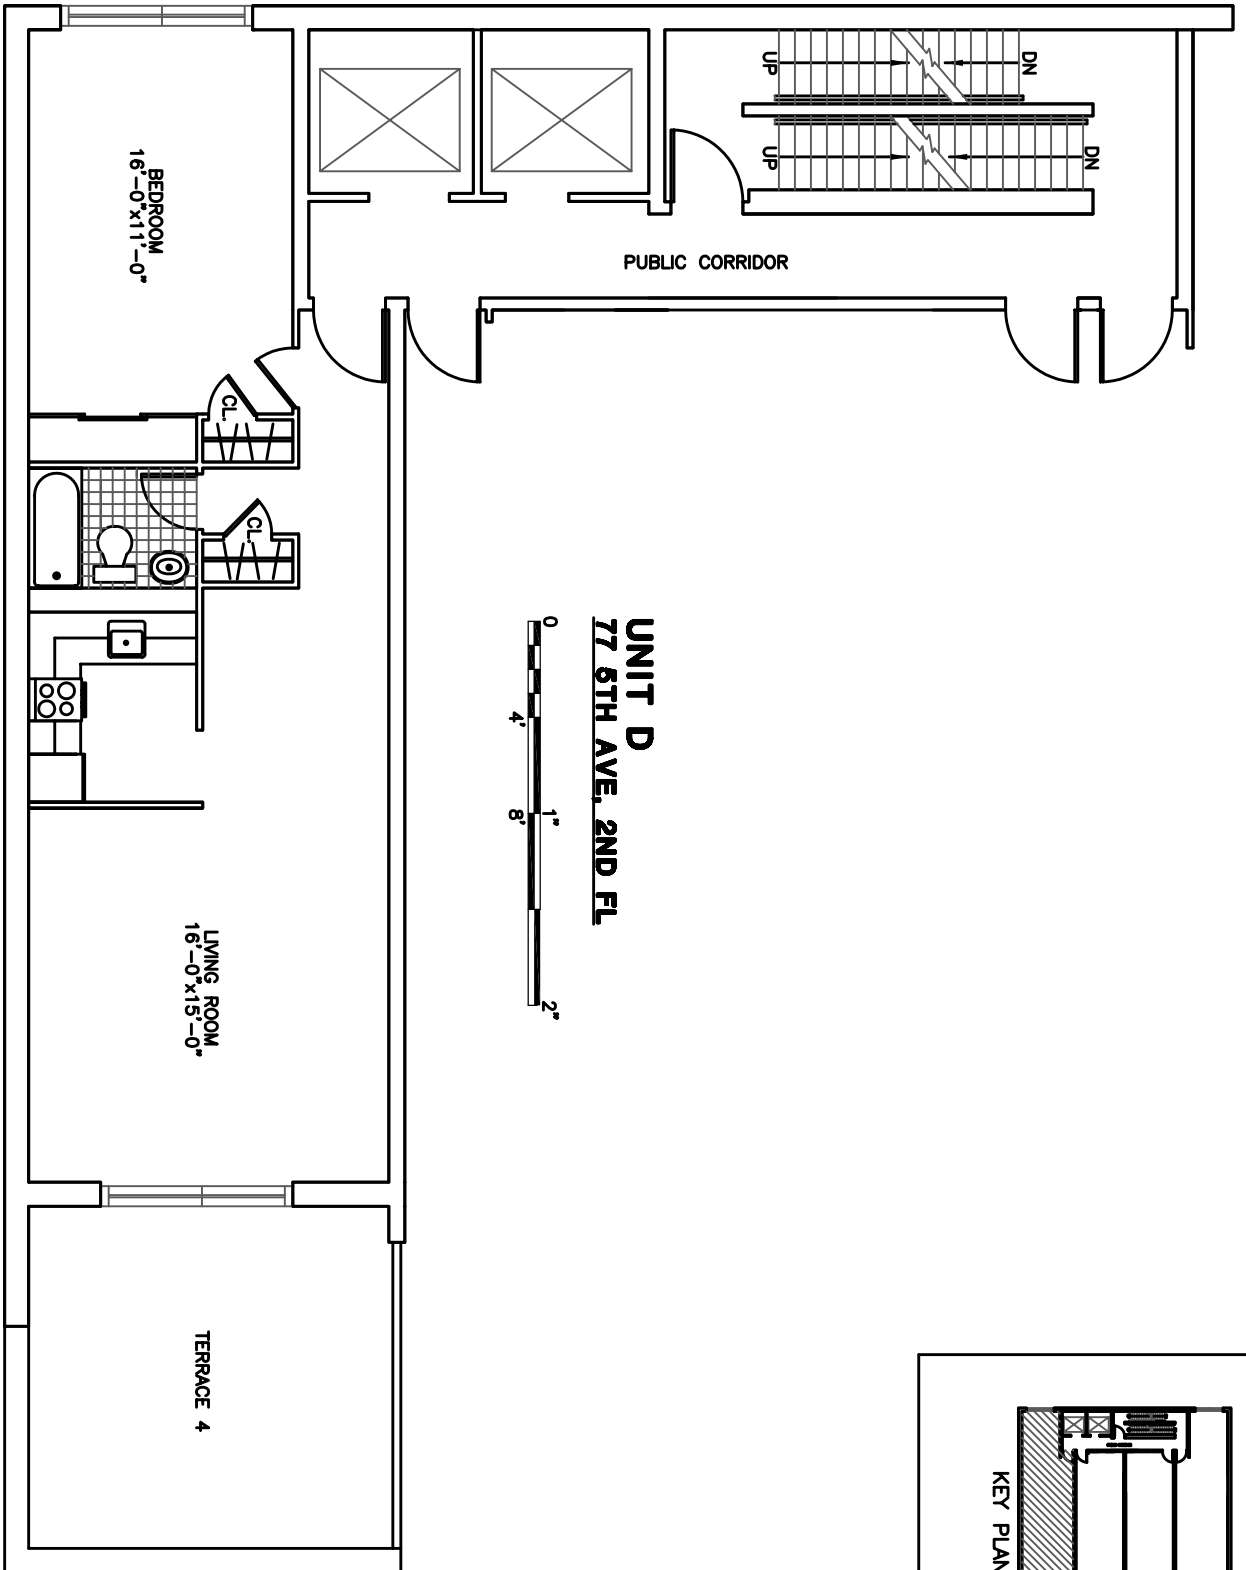 DN
UP
DN
UP
PUBLIC CORRIDOR
BEDROOM
16'-0"x11'-0"
CL.
CL.
UNIT D
77 5TH AVE, 2ND FL
0 1" 2"
4' 8'
LIVING ROOM
16'-0"x15'-0"
TERRACE 4
KEY PLAN